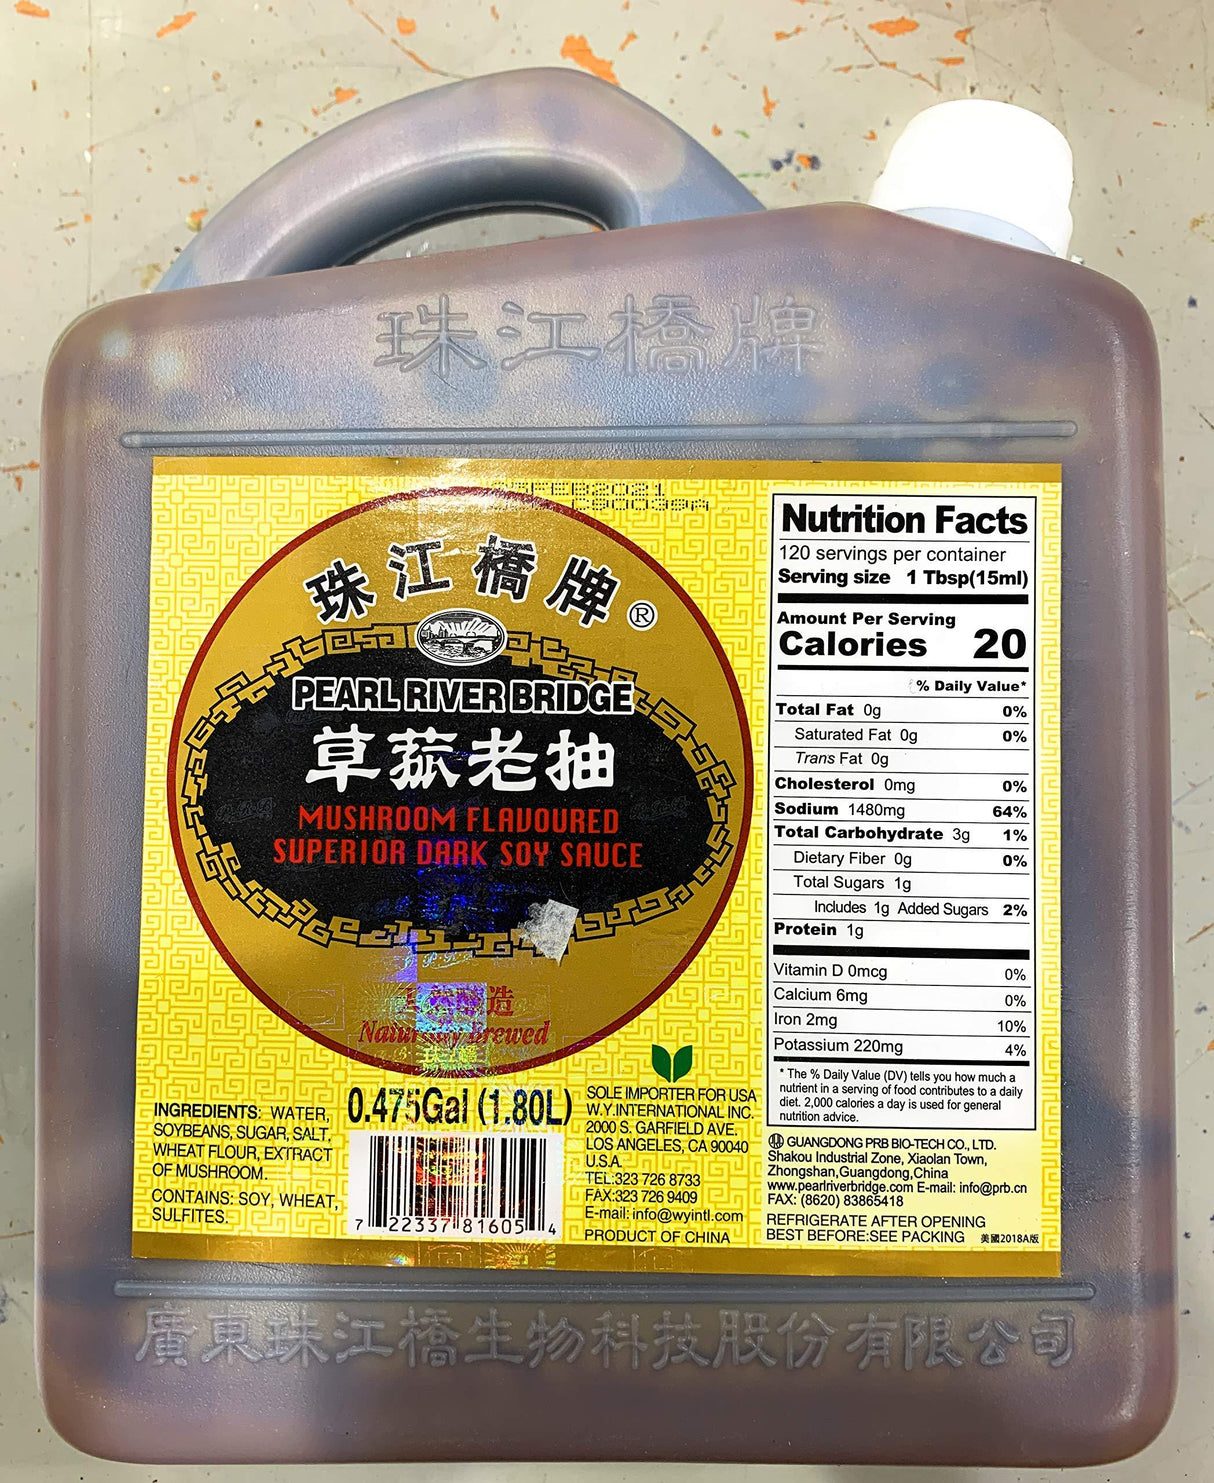 珠江橋牌
珠江橋牌®
PEARL RIVER BRIDGE
草菰老抽
MUSHROOM FLAVOURED
SUPERIOR DARK SOY SAUCE
造
Naturally Brewed
0.475Gal (1.80L)
INGREDIENTS: WATER,
SOYBEANS, SUGAR, SALT,
WHEAT FLOUR, EXTRACT
OF MUSHROOM.
CONTAINS: SOY, WHEAT,
SULFITES.
7 22337 81605 4
SOLE IMPORTER FOR USA
W.Y.INTERNATIONAL INC.
2000 S. GARFIELD AVE.
LOS ANGELES, CA 90040
U.S.A.
TEL:323 726 8733
FAX:323 726 9409
E-mail: info@wyintl.com
PRODUCT OF CHINA
Nutrition Facts
120 servings per container
Serving size 1 Tbsp(15ml)
Amount Per Serving
Calories 20
% Daily Value*
Total Fat 0g 0%
Saturated Fat 0g 0%
Trans Fat 0g
Cholesterol 0mg 0%
Sodium 1480mg 64%
Total Carbohydrate 3g 1%
Dietary Fiber 0g 0%
Total Sugars 1g
Includes 1g Added Sugars 2%
Protein 1g
Vitamin D 0mcg 0%
Calcium 6mg 0%
Iron 2mg 10%
Potassium 220mg 4%
* The % Daily Value (DV) tells you how much a
nutrient in a serving of food contributes to a daily
diet. 2,000 calories a day is used for general
nutrition advice.
GUANGDONG PRB BIO-TECH CO., LTD.
Shakou Industrial Zone, Xiaolan Town,
Zhongshan,Guangdong,China
www.pearlriverbridge.com E-mail: info@prb.cn
FAX: (8620) 83865418
REFRIGERATE AFTER OPENING
BEST BEFORE:SEE PACKING 美國2018A版
廣東珠江橋生物科技股份有限公司